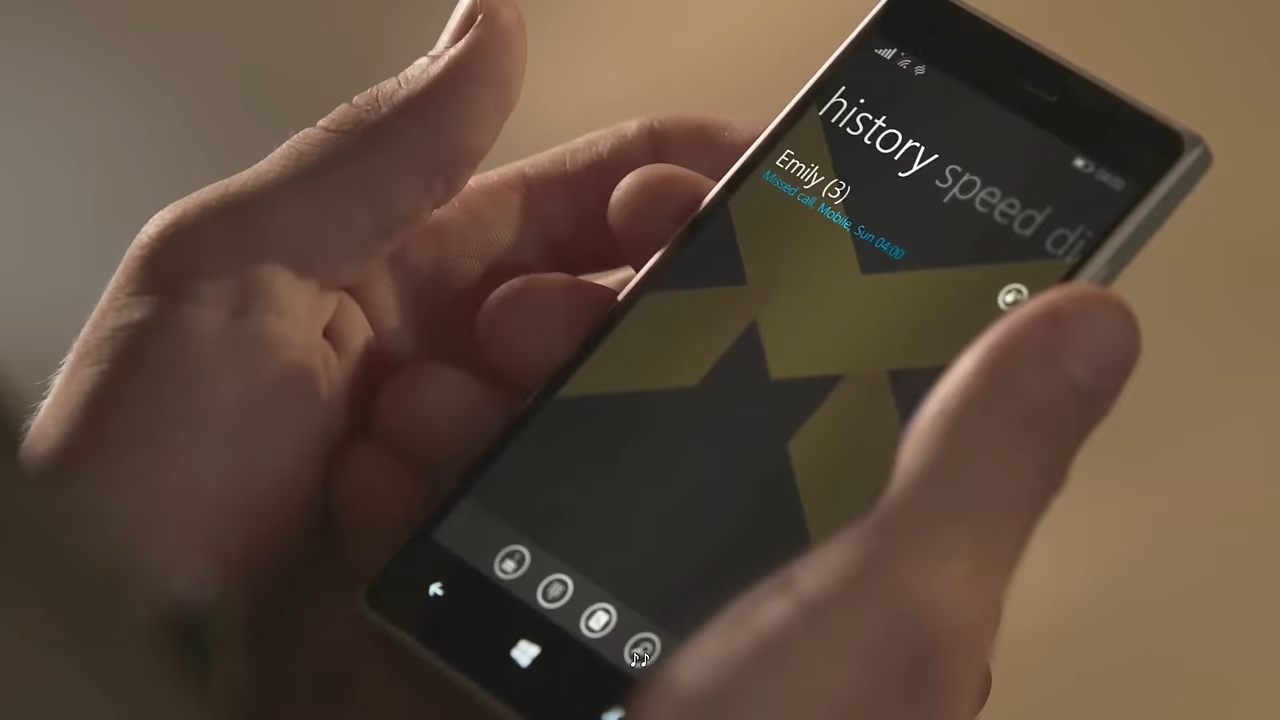 history speed di
Emily (3)
Missed call, Mobile, Sun 04:00
♪♪